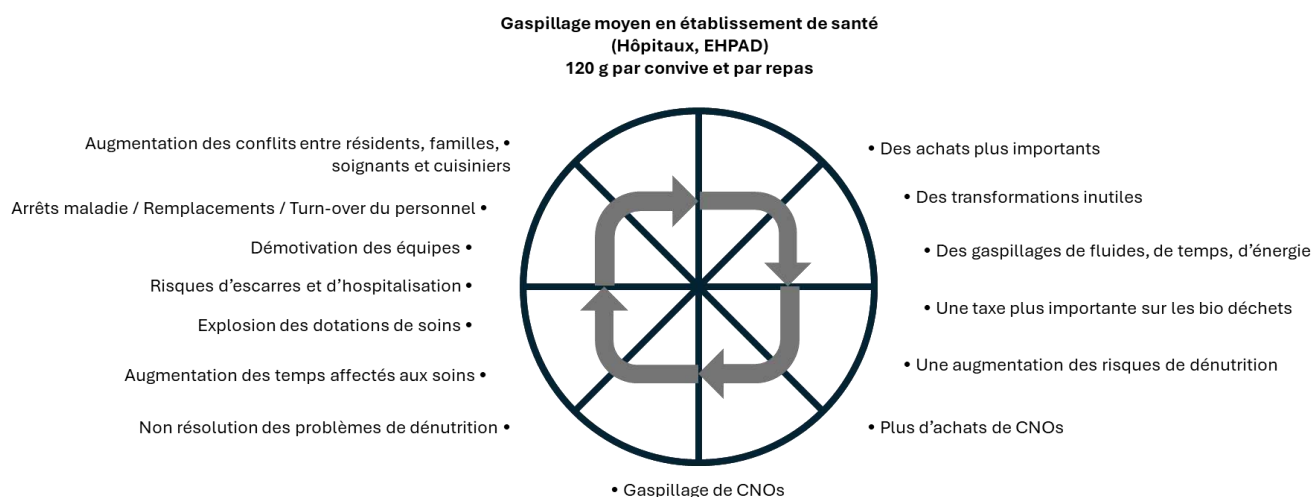 Gaspillage moyen en établissement de santé
(Hôpitaux, EHPAD)
120 g par convive et par repas
• Des achats plus importants
• Des transformations inutiles
• Des gaspillages de fluides, de temps, d’énergie
• Une taxe plus importante sur les bio déchets
• Une augmentation des risques de dénutrition
• Plus d’achats de CNOs
• Gaspillage de CNOs
Non résolution des problèmes de dénutrition •
Augmentation des temps affectés aux soins •
Explosion des dotations de soins •
Risques d’escarres et d’hospitalisation •
Démotivation des équipes •
Arrêts maladie / Remplacements / Turn-over du personnel •
Augmentation des conflits entre résidents, familles, •
soignants et cuisiniers